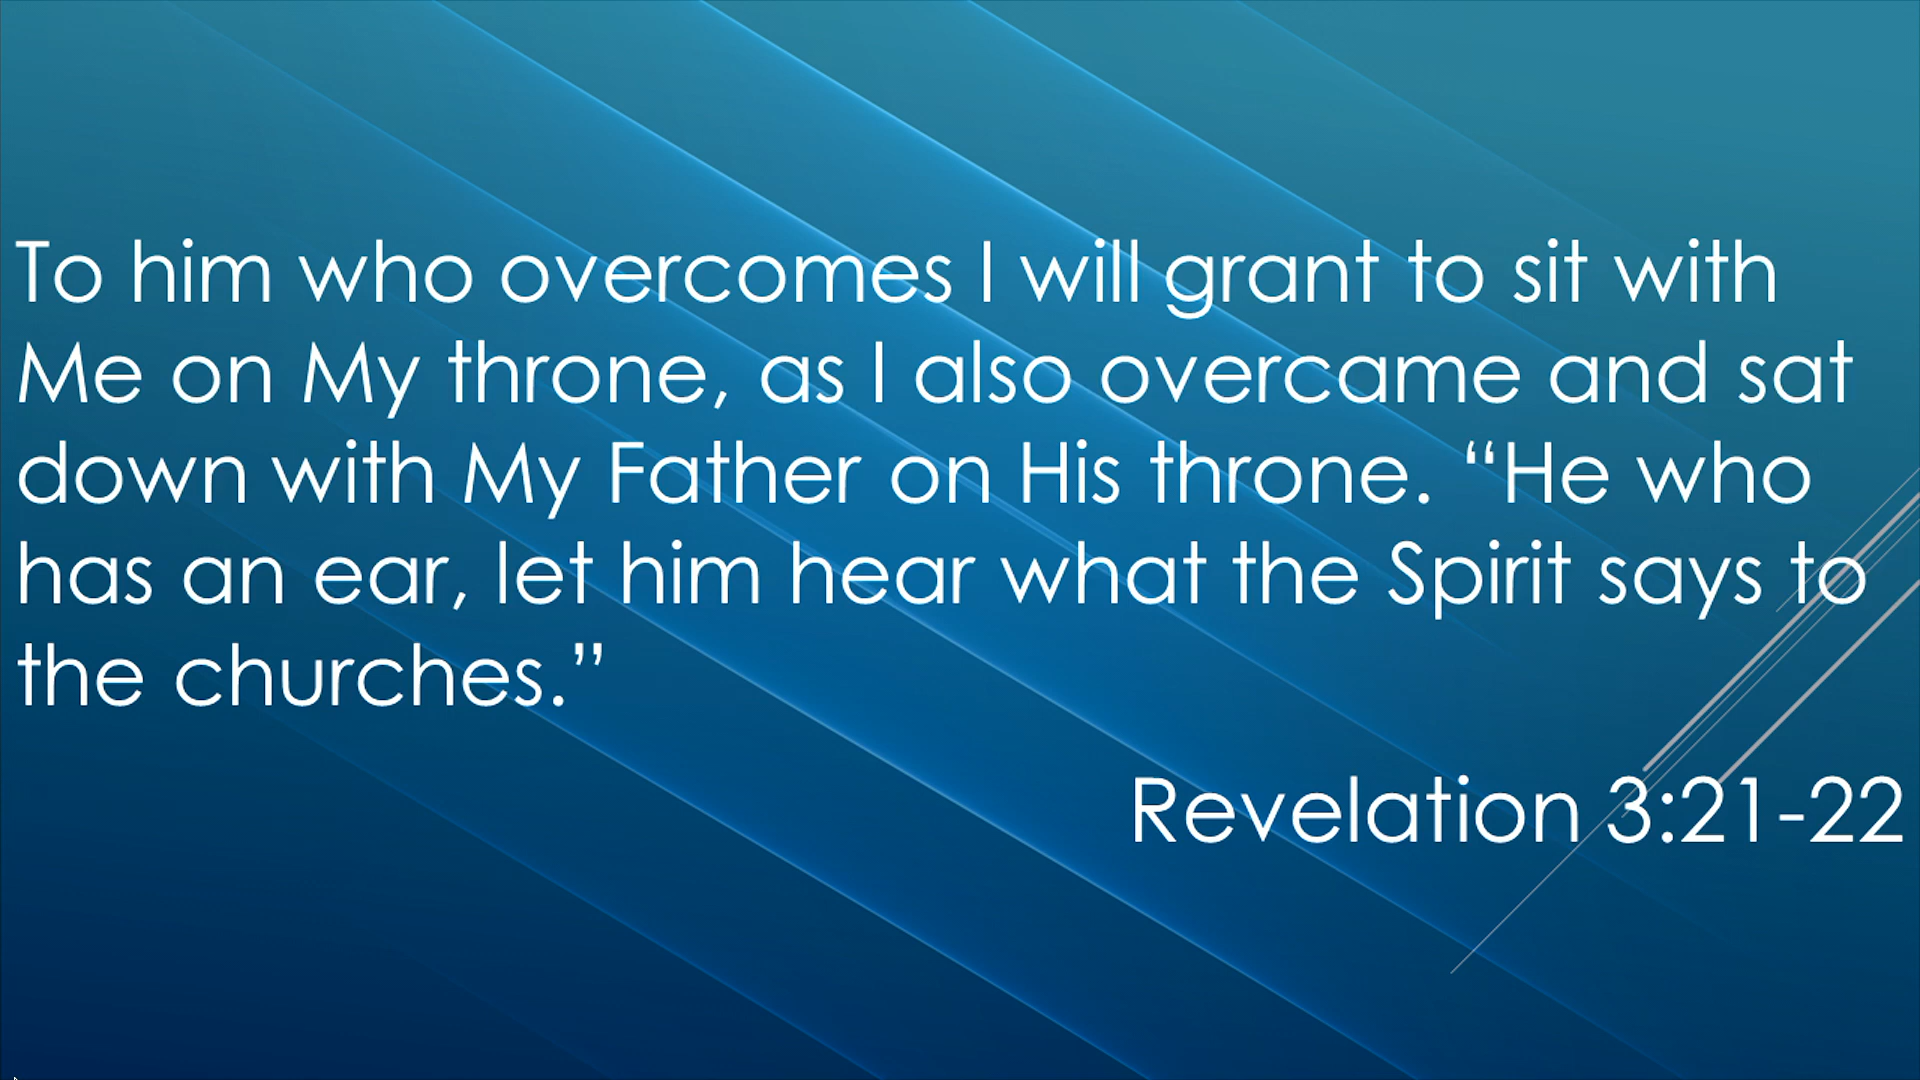 To him who overcomes I will grant to sit with
Me on My throne, as I also overcame and sat
down with My Father on His throne. “He who
has an ear, let him hear what the Spirit says to
the churches.”
Revelation 3:21-22